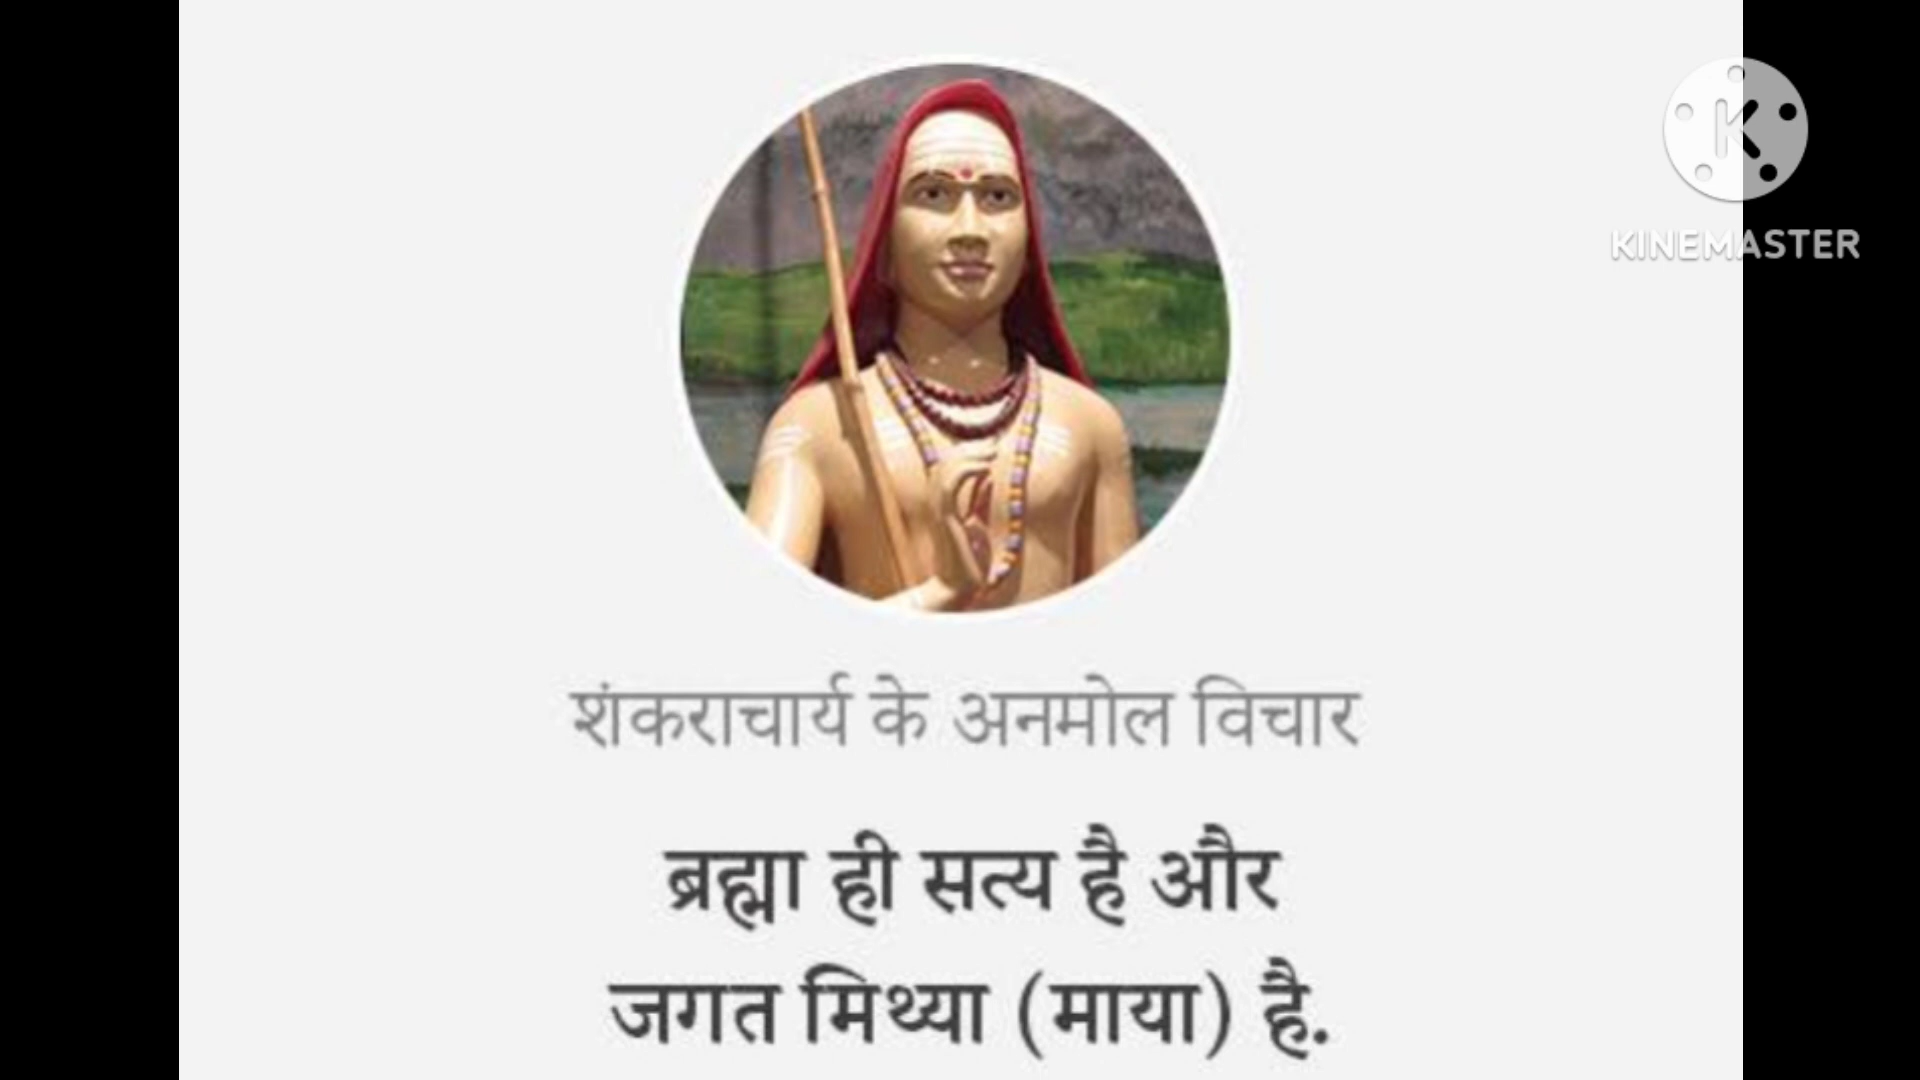 KINEMASTER
शंकराचार्य के अनमोल विचार
ब्रह्मा ही सत्य है और
जगत मिथ्या (माया) है.